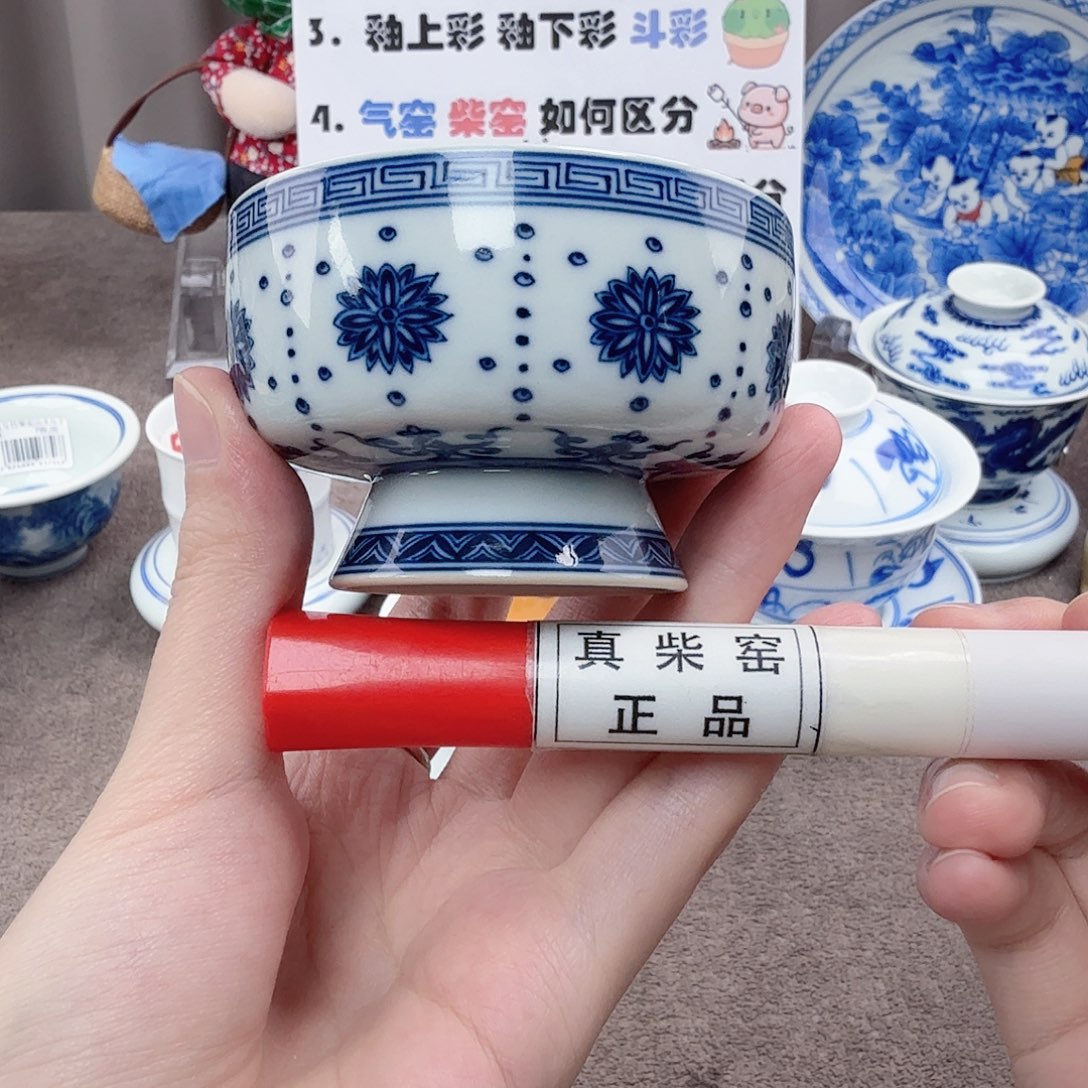 3. 釉上彩 釉下彩 斗彩
4. 气窑 柴窑 如何区分
分
真柴窑
正品